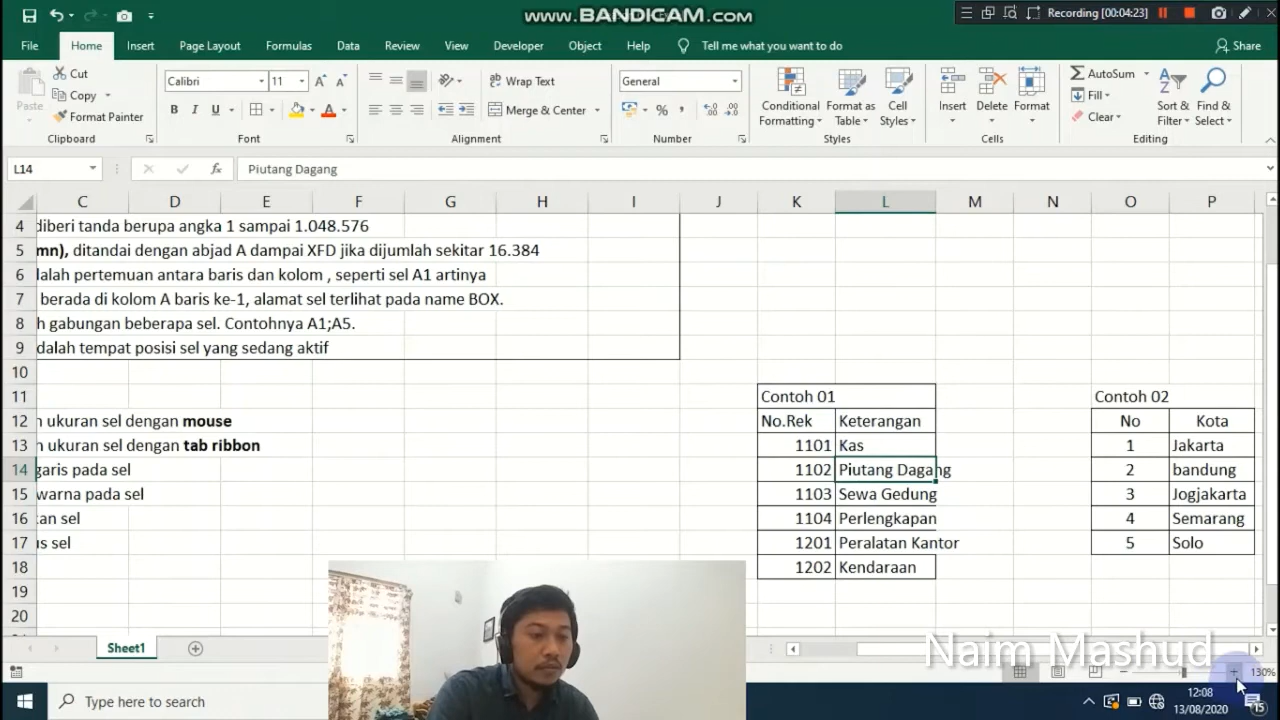 www.BANDICAM.com
Recording [00:04:23]
File Home Insert Page Layout Formulas Data Review View Developer Object Help Tell me what you want to do Share
Paste
Cut
Copy
Format Painter
Clipboard
Calibri 11
B I U
Font
Wrap Text
Merge & Center
Alignment
General
%
Number
Conditional Formatting
Format as Table
Cell Styles
Styles
Insert
Delete
Format
Cells
AutoSum
Fill
Clear
Sort & Filter
Find & Select
Editing
L14 fx Piutang Dagang
C D E F G H I J K L M N O P
4 diberi tanda berupa angka 1 sampai 1.048.576
5 mn), ditandai dengan abjad A dampai XFD jika dijumlah sekitar 16.384
6 lalah pertemuan antara baris dan kolom , seperti sel A1 artinya
7 berada di kolom A baris ke-1, alamat sel terlihat pada name BOX.
8 h gabungan beberapa sel. Contohnya A1;A5.
9 dalah tempat posisi sel yang sedang aktif
10
11 Contoh 01 Contoh 02
12 n ukuran sel dengan mouse No.Rek Keterangan No Kota
13 n ukuran sel dengan tab ribbon 1101 Kas 1 Jakarta
14 garis pada sel 1102 Piutang Dagang 2 bandung
15 warna pada sel 1103 Sewa Gedung 3 Jogjakarta
16 kan sel 1104 Perlengkapan 4 Semarang
17 us sel 1201 Peralatan Kantor 5 Solo
18 1202 Kendaraan
19
20
Sheet1
Naim Mashud
130%
Type here to search
12:08
13/08/2020
15